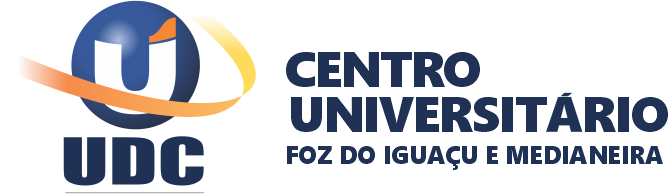 Ú
UDC
CENTRO
UNIVERSITÁRIO
FOZ DO IGUAÇU E MEDIANEIRA